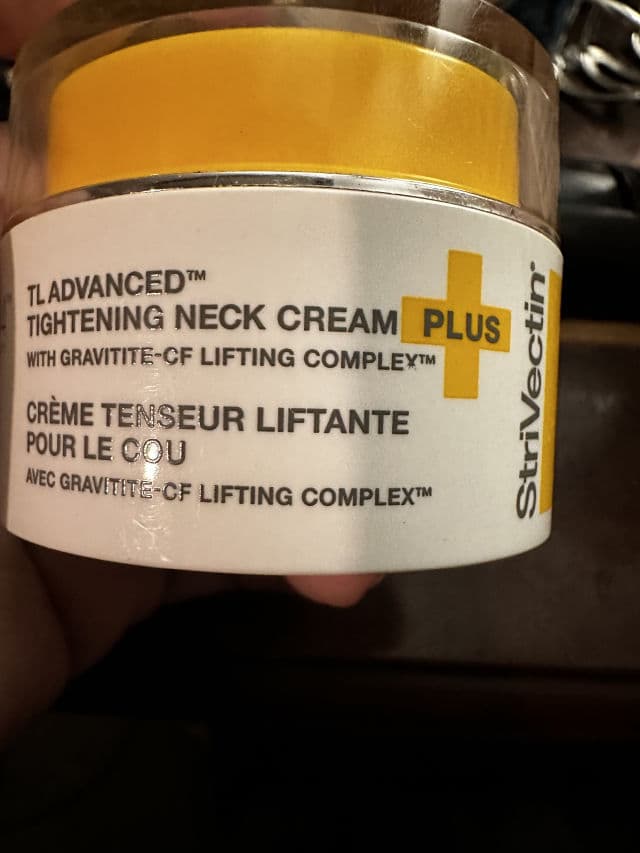 TL ADVANCED™
TIGHTENING NECK CREAM PLUS
WITH GRAVITITE-CF LIFTING COMPLEX™
CRÈME TENSEUR LIFTANTE
POUR LE COU
AVEC GRAVITITE-CF LIFTING COMPLEX™
StriVectin®